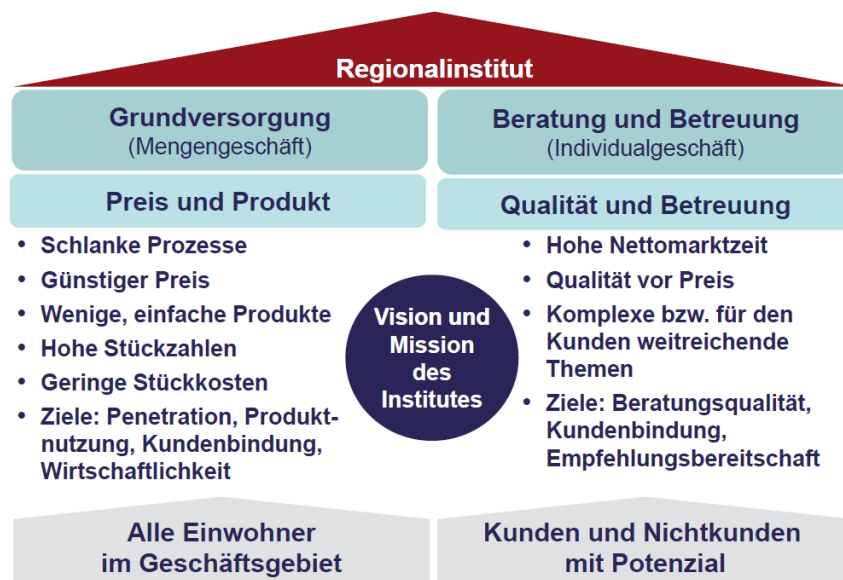 Regionalinstitut
Grundversorgung
(Mengengeschäft)
Preis und Produkt
• Schlanke Prozesse
• Günstiger Preis
• Wenige, einfache Produkte
• Hohe Stückzahlen
• Geringe Stückkosten
• Ziele: Penetration, Produkt-
nutzung, Kundenbindung,
Wirtschaftlichkeit
Alle Einwohner
im Geschäftsgebiet
Vision und
Mission
des
Institutes
Beratung und Betreuung
(Individualgeschäft)
Qualität und Betreuung
• Hohe Nettomarktzeit
• Qualität vor Preis
• Komplexe bzw. für den
Kunden weitreichende
Themen
• Ziele: Beratungsqualität,
Kundenbindung,
Empfehlungsbereitschaft
Kunden und Nichtkunden
mit Potenzial